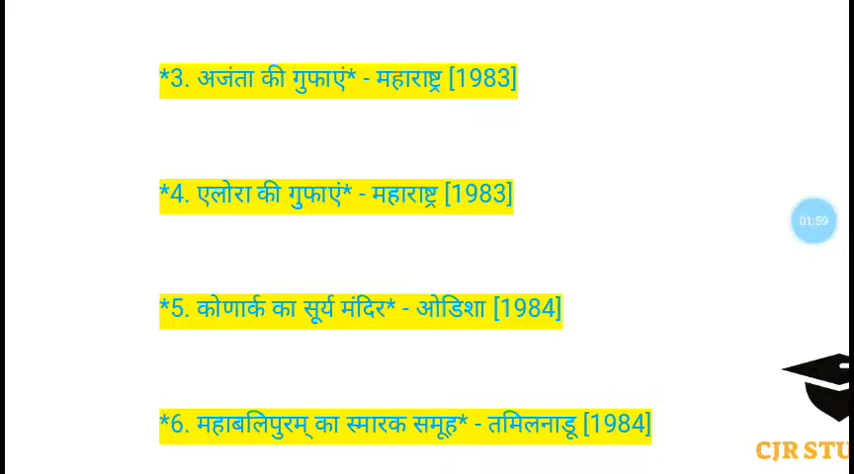 *3. अजंता की गुफाएं* - महाराष्ट्र [1983]
*4. एलोरा की गुफाएं* - महाराष्ट्र [1983]
01:59
*5. कोणार्क का सूर्य मंदिर* - ओडिशा [1984]
*6. महाबलिपुरम् का स्मारक समूह* - तमिलनाडू [1984]
CJR STU